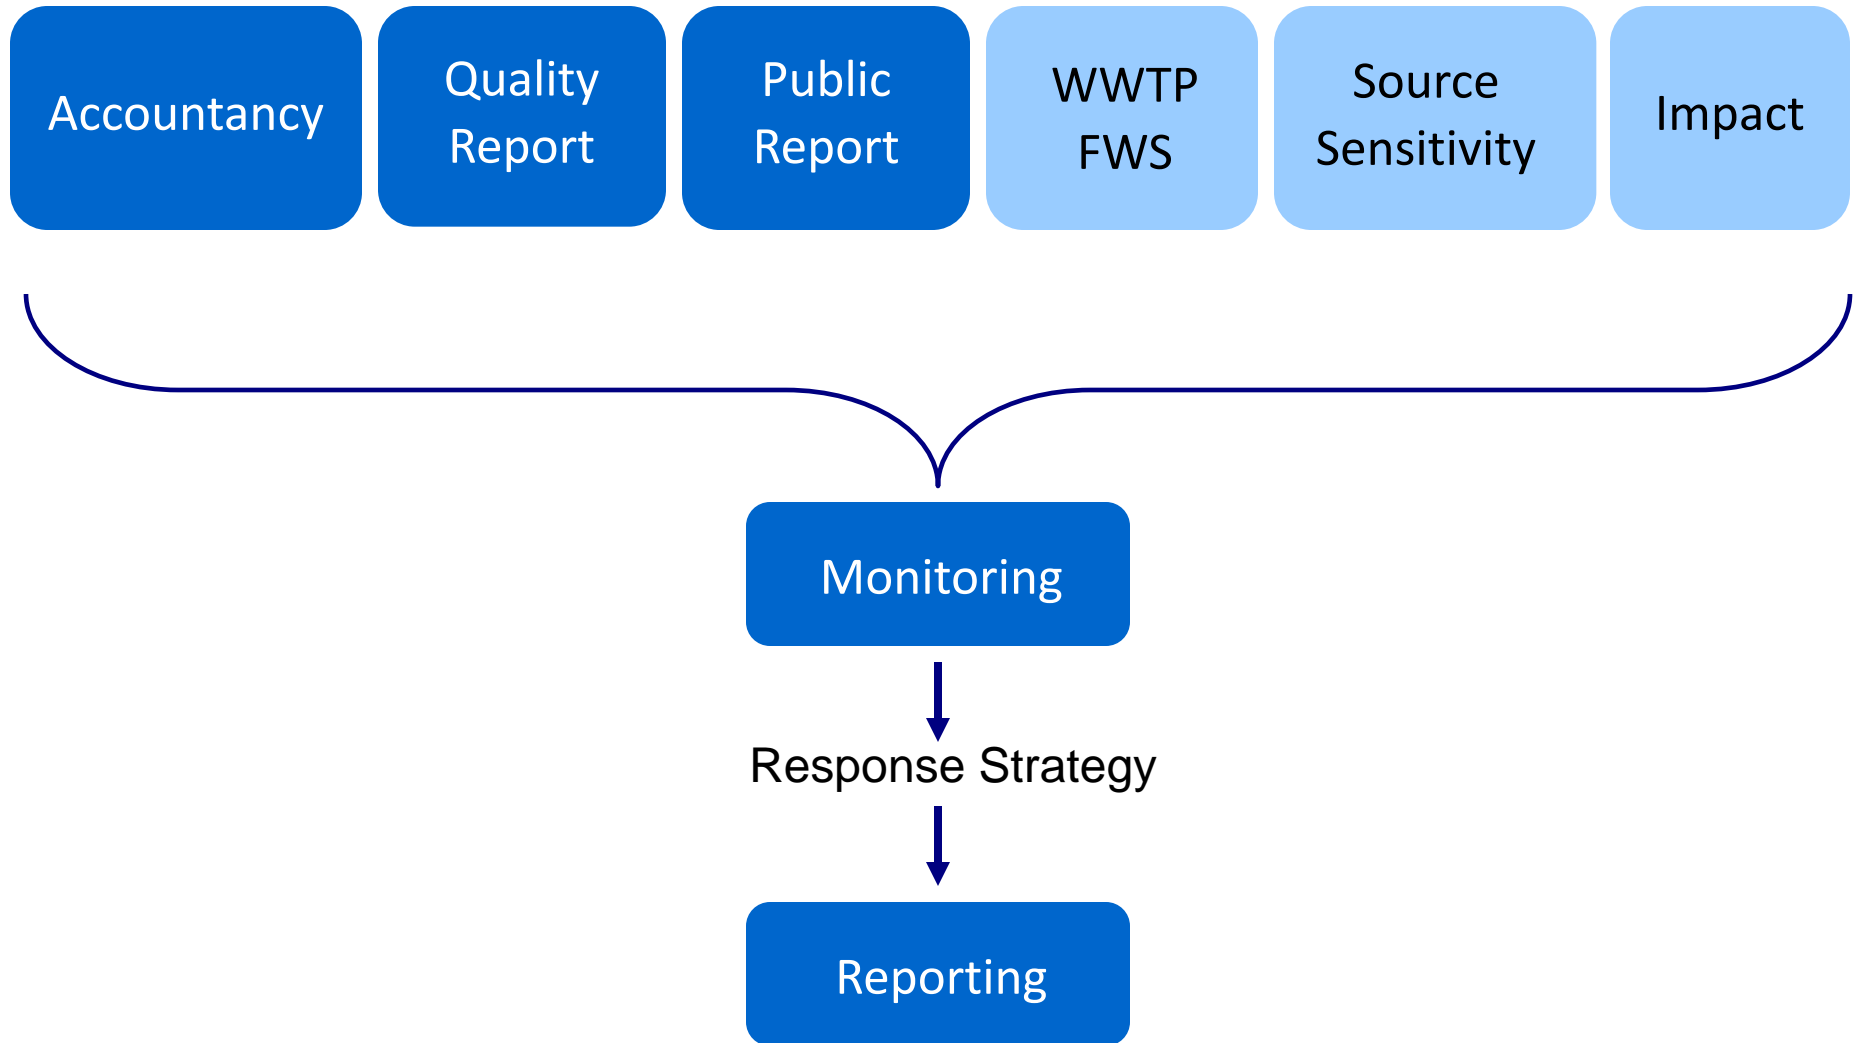 Accountancy
Quality
Report
Public
Report
WWTP
FWS
Source
Sensitivity
Impact
Monitoring
Response Strategy
Reporting